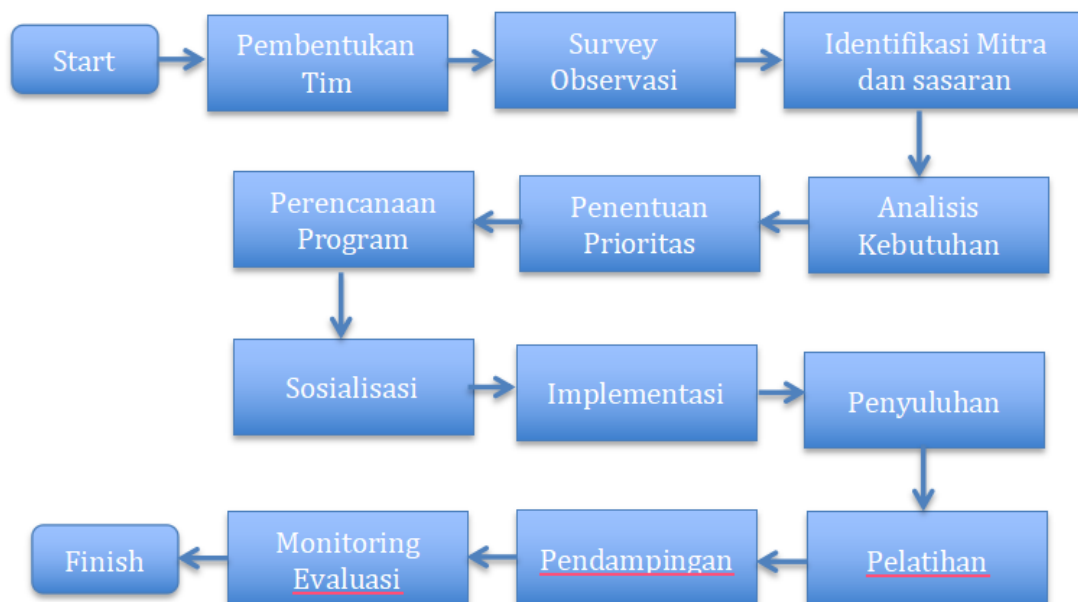 Start
Pembentukan
Tim
Survey
Observasi
Identifikasi Mitra
dan sasaran
Analisis
Kebutuhan
Penentuan
Prioritas
Perencanaan
Program
Sosialisasi
Implementasi
Penyuluhan
Pelatihan
Pendampingan
Monitoring
Evaluasi
Finish